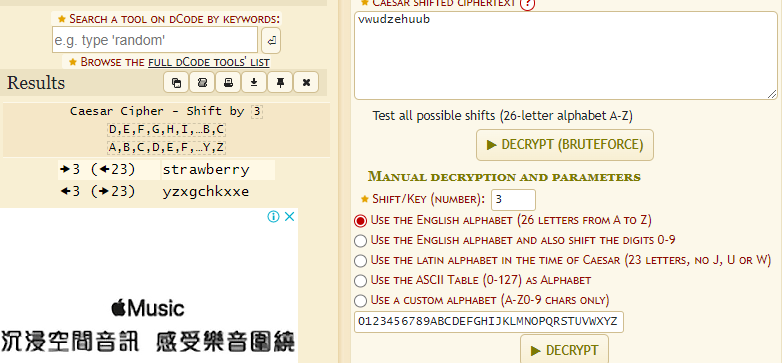 ★ SEARCH A TOOL ON DCODE BY KEYWORDS:
e.g. type 'random'
★ BROWSE THE FULL DCODE TOOLS' LIST
Results
Caesar Cipher - Shift by 3
D,E,F,G,H,I,…B,C
A,B,C,D,E,F,…Y,Z
🠞3 (🠜23) strawberry
🠜3 (🠞23) yzxgchkxxe
Music
沉浸空間音訊 感受樂音圍繞
★ CAESAR SHIFTED CIPHERTEXT ?
vwudzehuub
Test all possible shifts (26-letter alphabet A-Z)
▶ DECRYPT (BRUTEFORCE)
MANUAL DECRYPTION AND PARAMETERS
★ SHIFT/KEY (NUMBER): 3
USE THE ENGLISH ALPHABET (26 LETTERS FROM A TO Z)
USE THE ENGLISH ALPHABET AND ALSO SHIFT THE DIGITS 0-9
USE THE LATIN ALPHABET IN THE TIME OF CAESAR (23 LETTERS, NO J, U OR W)
USE THE ASCII TABLE (0-127) AS ALPHABET
USE A CUSTOM ALPHABET (A-Z0-9 CHARS ONLY)
0123456789ABCDEFGHIJKLMNOPQRSTUVWXYZ
▶ DECRYPT